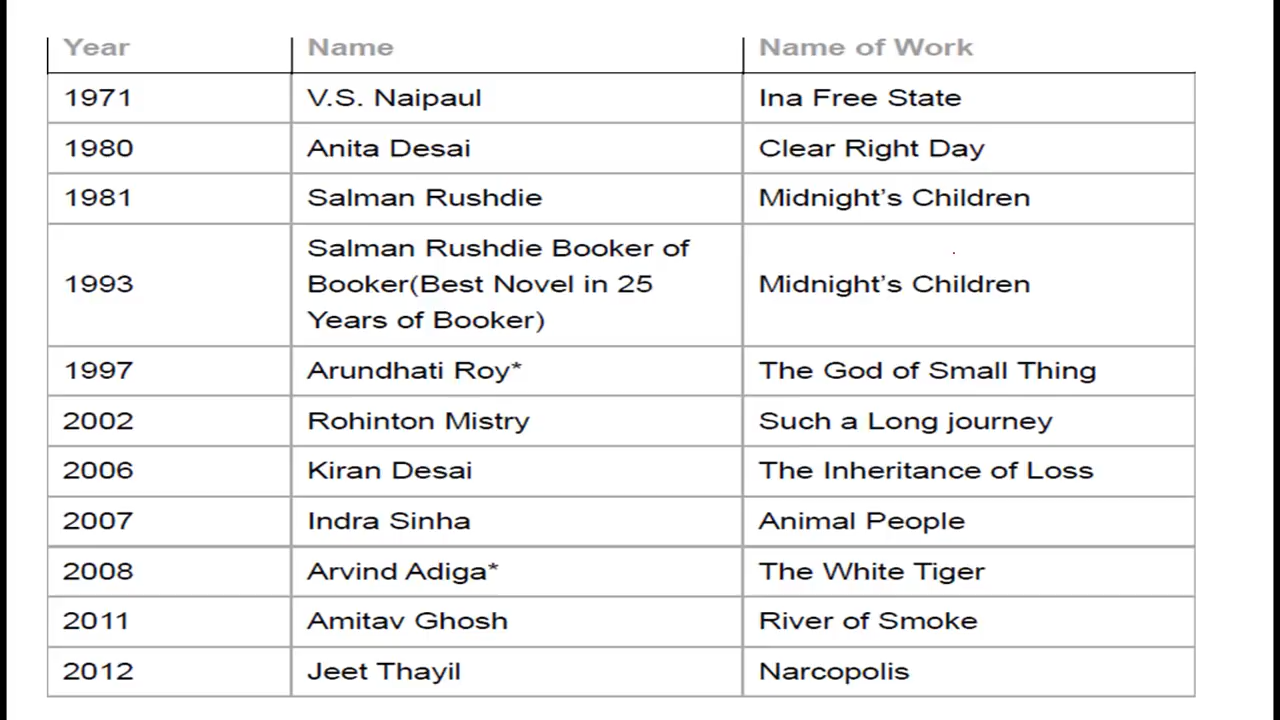 Year Name Name of Work
1971 V.S. Naipaul Ina Free State
1980 Anita Desai Clear Right Day
1981 Salman Rushdie Midnight’s Children
1993 Salman Rushdie Booker of
Booker(Best Novel in 25
Years of Booker) Midnight’s Children
1997 Arundhati Roy* The God of Small Thing
2002 Rohinton Mistry Such a Long journey
2006 Kiran Desai The Inheritance of Loss
2007 Indra Sinha Animal People
2008 Arvind Adiga* The White Tiger
2011 Amitav Ghosh River of Smoke
2012 Jeet Thayil Narcopolis